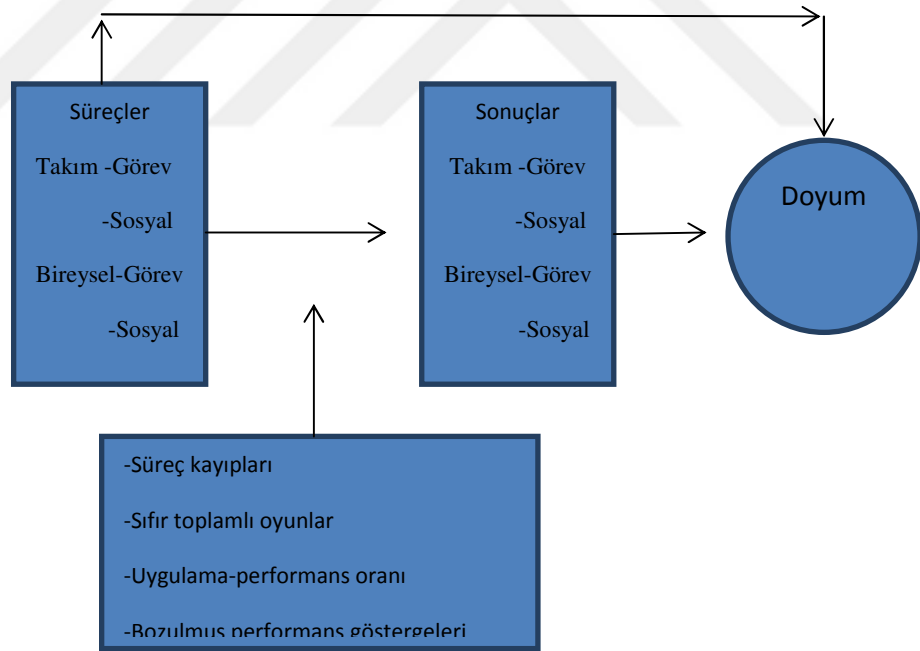 Süreçler
Takım -Görev
-Sosyal
Bireysel-Görev
-Sosyal
Sonuçlar
Takım -Görev
-Sosyal
Bireysel-Görev
-Sosyal
Doyum
-Süreç kayıpları
-Sıfır toplamlı oyunlar
-Uygulama-performans oranı
-Bozulmuş performans göstergeleri